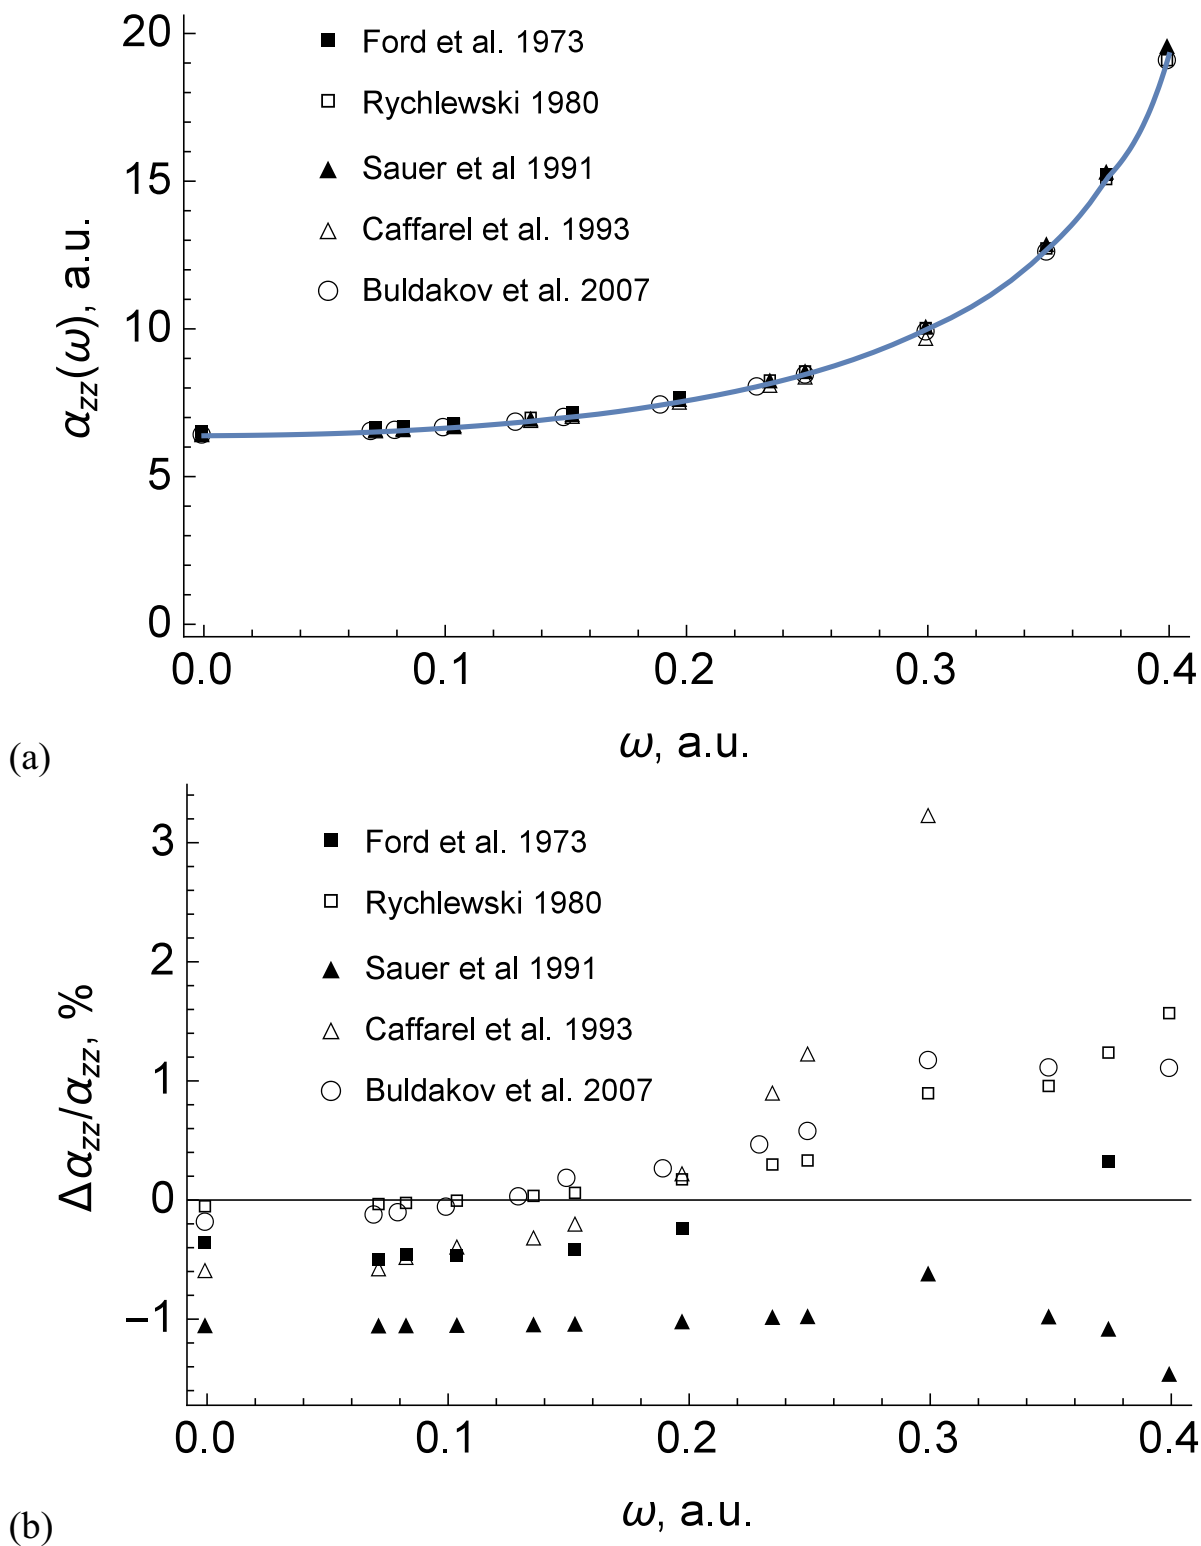 20
15
10
5
0
α_zz(ω), a.u.
■ Ford et al. 1973
□ Rychlewski 1980
▲ Sauer et al 1991
△ Caffarel et al. 1993
○ Buldakov et al. 2007
0.0 0.1 0.2 0.3 0.4
ω, a.u.
(a)
3
2
1
0
−1
Δα_zz/α_zz, %
■ Ford et al. 1973
□ Rychlewski 1980
▲ Sauer et al 1991
△ Caffarel et al. 1993
○ Buldakov et al. 2007
0.0 0.1 0.2 0.3 0.4
ω, a.u.
(b)